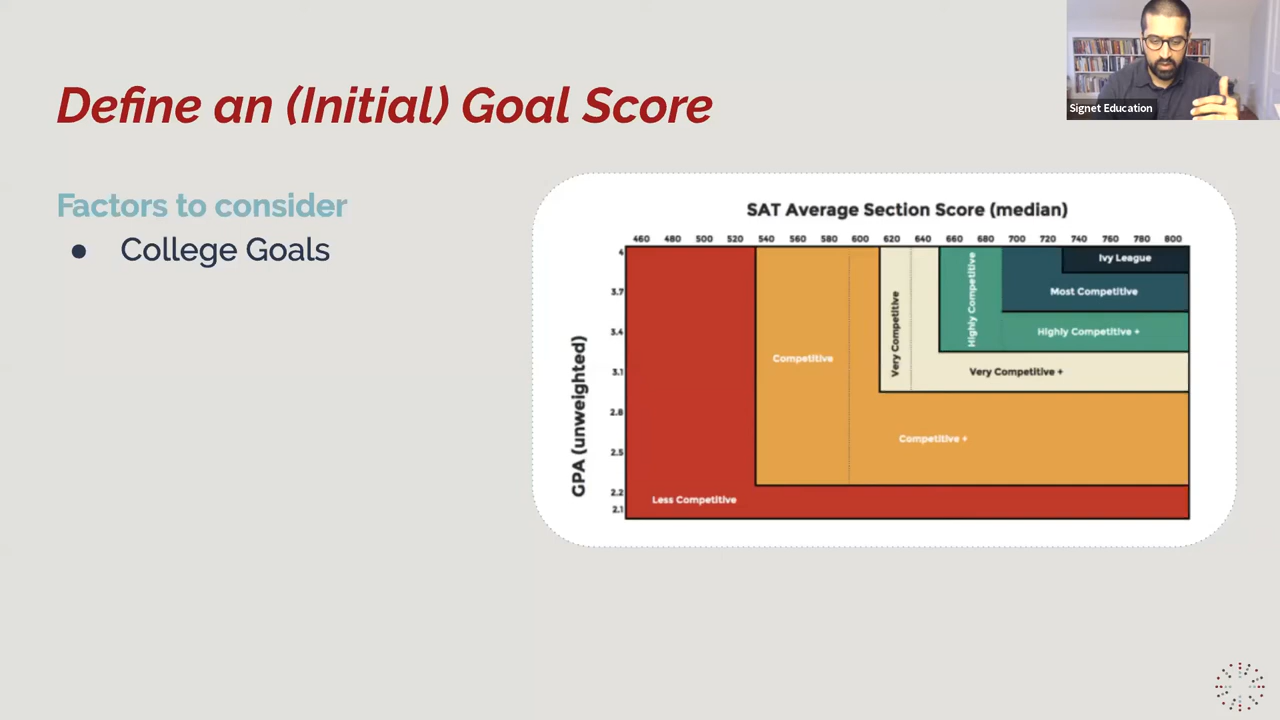 Define an (Initial) Goal Score
Signet Education
Factors to consider
● College Goals
SAT Average Section Score (median)
460 480 500 520 540 560 580 600 620 640 660 680 700 720 740 760 780 800
GPA (unweighted)
4
3.7
3.4
3.1
2.8
2.5
2.2
2.1
Ivy League
Most Competitive
Highly Competitive
Highly Competitive +
Very Competitive
Very Competitive +
Competitive
Competitive +
Less Competitive